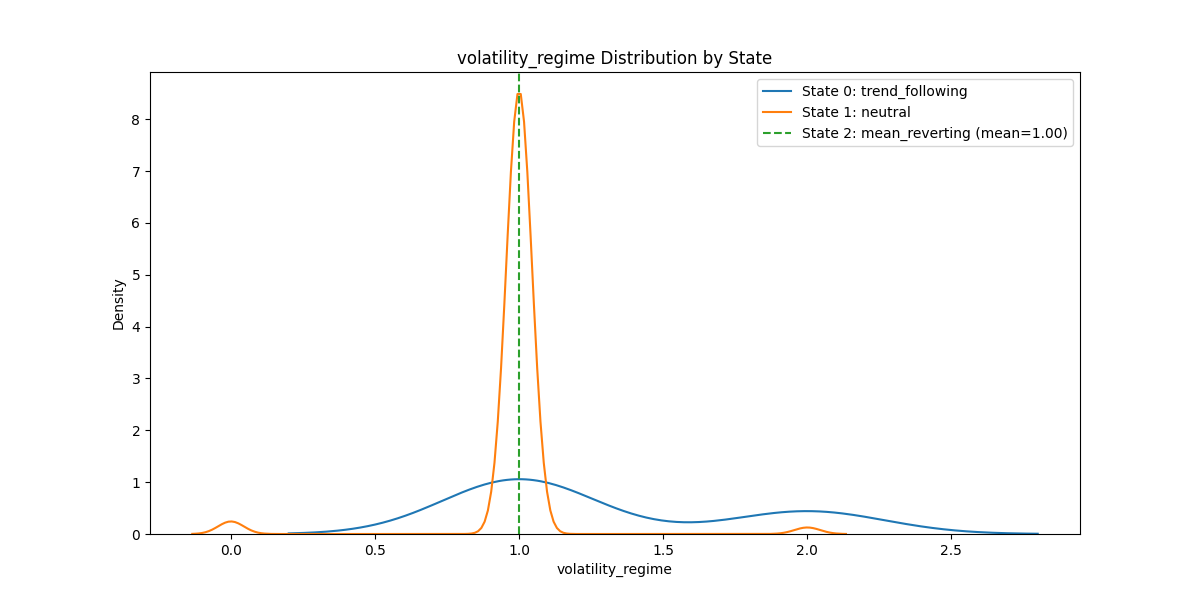 volatility_regime Distribution by State
State 0: trend_following
State 1: neutral
State 2: mean_reverting (mean=1.00)
Density
8
7
6
5
4
3
2
1
0
0.0 0.5 1.0 1.5 2.0 2.5
volatility_regime